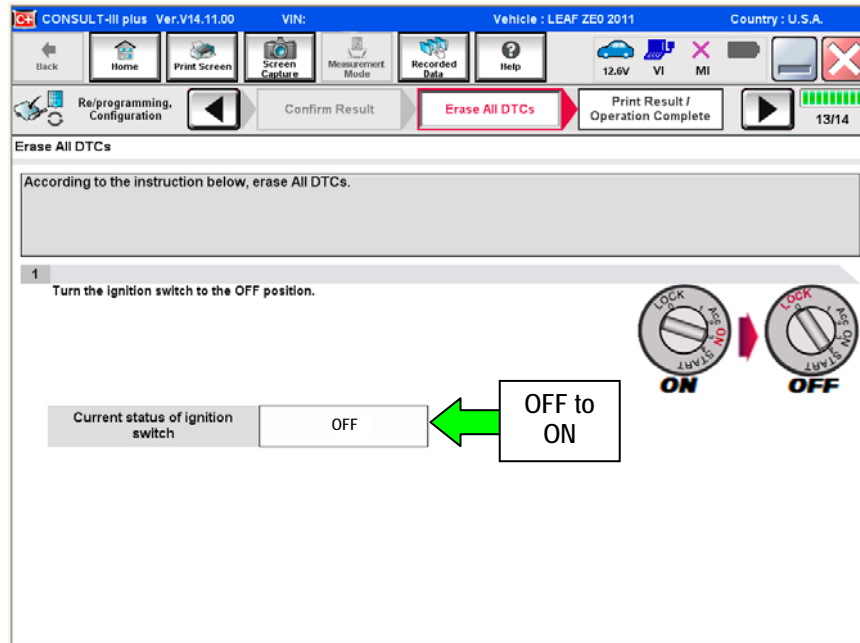 CONSULT-III plus Ver.V14.11.00 VIN: Vehicle : LEAF ZE0 2011 Country : U.S.A.
Back
Home
Print Screen
Screen
Capture
Measurement
Mode
Recorded
Data
Help
12.6V VI MI
Re/programming,
Configuration
Confirm Result
Erase All DTCs
Print Result /
Operation Complete
13/14
Erase All DTCs
According to the instruction below, erase All DTCs.
1
Turn the ignition switch to the OFF position.
LOCK
Acc
ON
START
ON
LOCK
Acc
ON
START
OFF
Current status of ignition
switch
OFF
OFF to
ON